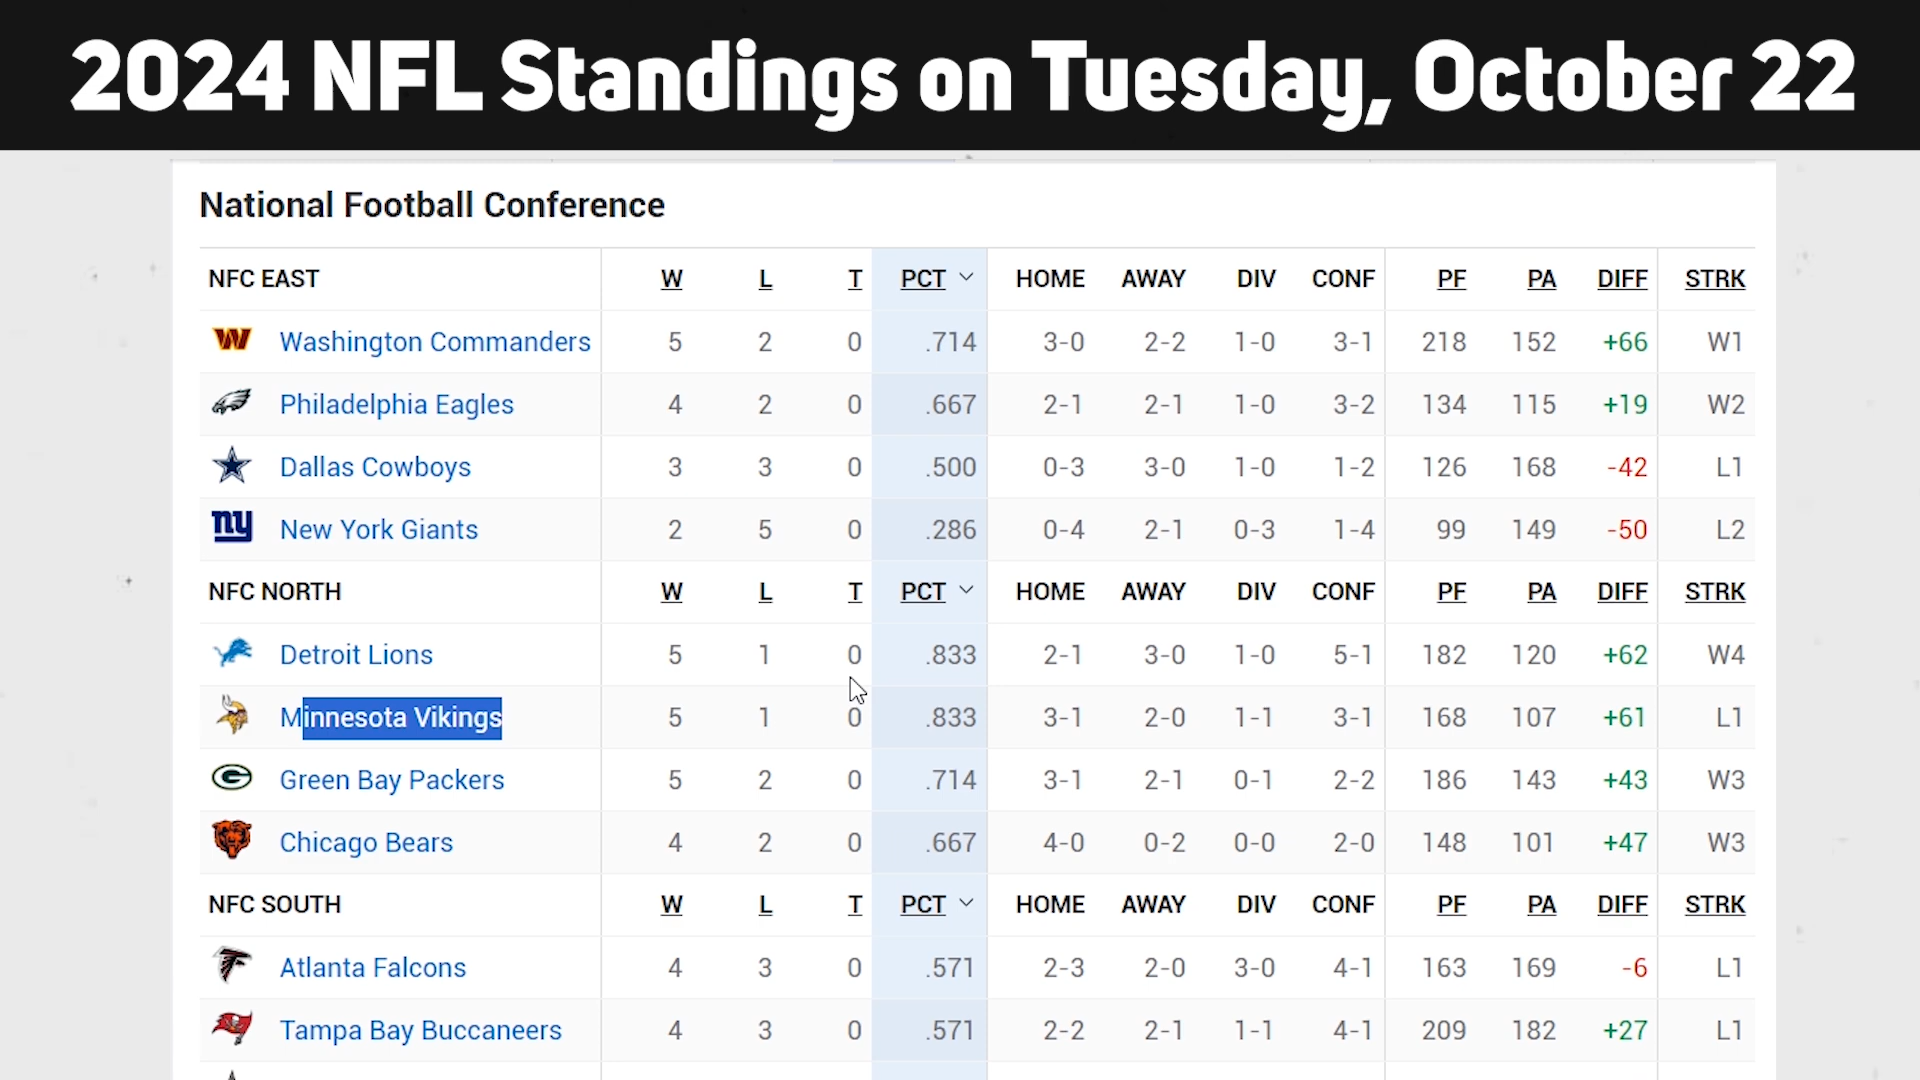 2024 NFL Standings on Tuesday, October 22
National Football Conference
NFC EAST W L T PCT HOME AWAY DIV CONF PF PA DIFF STRK
Washington Commanders 5 2 0 .714 3-0 2-2 1-0 3-1 218 152 +66 W1
Philadelphia Eagles 4 2 0 .667 2-1 2-1 1-0 3-2 134 115 +19 W2
Dallas Cowboys 3 3 0 .500 0-3 3-0 1-0 1-2 126 168 -42 L1
ny New York Giants 2 5 0 .286 0-4 2-1 0-3 1-4 99 149 -50 L2
NFC NORTH W L T PCT HOME AWAY DIV CONF PF PA DIFF STRK
Detroit Lions 5 1 0 .833 2-1 3-0 1-0 5-1 182 120 +62 W4
Minnesota Vikings 5 1 0 .833 3-1 2-0 1-1 3-1 168 107 +61 L1
Green Bay Packers 5 2 0 .714 3-1 2-1 0-1 2-2 186 143 +43 W3
Chicago Bears 4 2 0 .667 4-0 0-2 0-0 2-0 148 101 +47 W3
NFC SOUTH W L T PCT HOME AWAY DIV CONF PF PA DIFF STRK
Atlanta Falcons 4 3 0 .571 2-3 2-0 3-0 4-1 163 169 -6 L1
Tampa Bay Buccaneers 4 3 0 .571 2-2 2-1 1-1 4-1 209 182 +27 L1